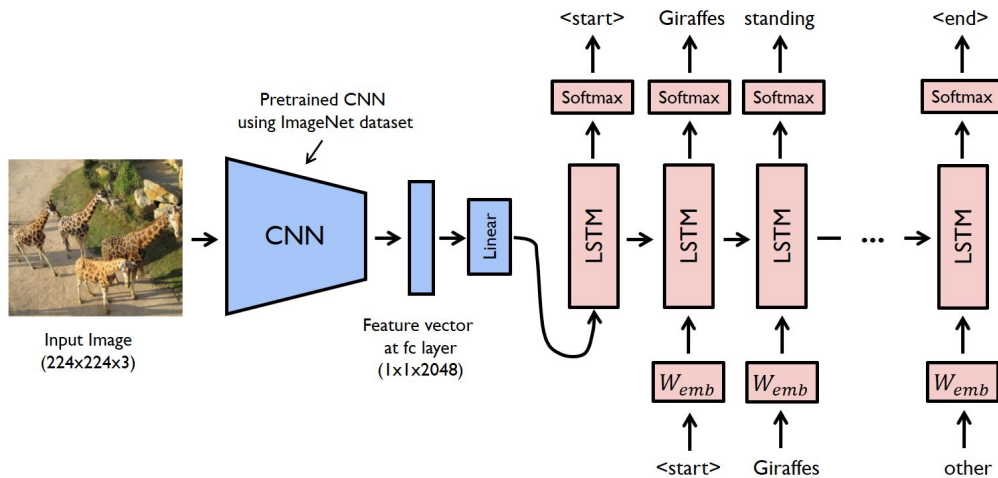 <start> Giraffes standing <end>
Softmax Softmax Softmax Softmax
Pretrained CNN
using ImageNet dataset
CNN
Linear
LSTM LSTM LSTM ... LSTM
Input Image
(224x224x3)
Feature vector
at fc layer
(1x1x2048)
W_emb W_emb W_emb
<start> Giraffes other